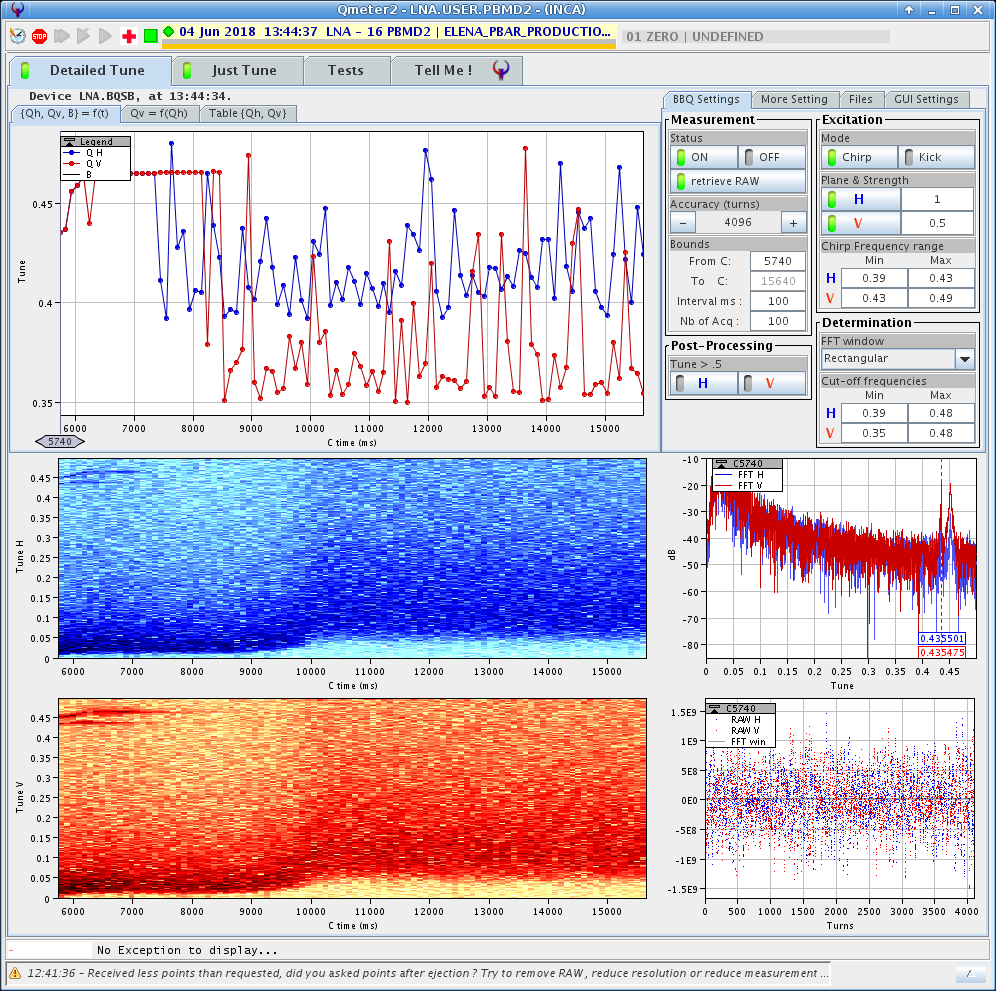 Qmeter2 - LNA.USER.PBMD2 - (INCA)
STOP
04 Jun 2018 13:44:37 LNA - 16 PBMD2 | ELENA_PBAR_PRODUCTIO...
01 ZERO | UNDEFINED
Detailed Tune
Just Tune
Tests
Tell Me !
Device LNA.BQSB, at 13:44:34.
{Qh, Qv, B} = f(t)
Qv = f(Qh)
Table {Qh, Qv}
Legend
Q H
Q V
B
Tune
0.45
0.4
0.35
6000 7000 8000 9000 10000 11000 12000 13000 14000 15000
C time (ms)
5740
BBQ Settings
More Setting
Files
GUI Settings
Measurement
Status
ON
OFF
retrieve RAW
Accuracy (turns)
− 4096 +
Bounds
From C: 5740
To C: 15640
Interval ms : 100
Nb of Acq : 100
Post-Processing
Tune > .5
H
V
Excitation
Mode
Chirp
Kick
Plane & Strength
H 1
V 0.5
Chirp Frequency range
Min Max
H 0.39 0.43
V 0.43 0.49
Determination
FFT window
Rectangular
Cut-off frequencies
Min Max
H 0.39 0.48
V 0.35 0.48
Tune H
0.45
0.4
0.35
0.3
0.25
0.2
0.15
0.1
0.05
0
6000 7000 8000 9000 10000 11000 12000 13000 14000 15000
C time (ms)
C5740
FFT H
FFT V
dB
-10
-20
-30
-40
-50
-60
-70
-80
0.435501
0.435475
0 0.05 0.1 0.15 0.2 0.25 0.3 0.35 0.4 0.45
Tune
Tune V
0.45
0.4
0.35
0.3
0.25
0.2
0.15
0.1
0.05
0
6000 7000 8000 9000 10000 11000 12000 13000 14000 15000
C time (ms)
C5740
RAW H
RAW V
FFT win
1.5E9
1E9
5E8
0E0
-5E8
-1E9
-1.5E9
0 500 1000 1500 2000 2500 3000 3500 4000
Turns
-
No Exception to display...
12:41:36 - Received less points than requested, did you asked points after ejection ? Try to remove RAW , reduce resolution or reduce measurement ...